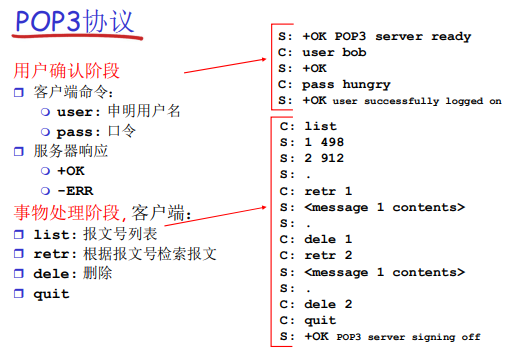 POP3协议
用户确认阶段
客户端命令:
user: 申明用户名
pass: 口令
服务器响应
+OK
-ERR
事物处理阶段, 客户端:
list: 报文号列表
retr: 根据报文号检索报文
dele: 删除
quit
S: +OK POP3 server ready
C: user bob
S: +OK
C: pass hungry
S: +OK user successfully logged on
C: list
S: 1 498
S: 2 912
S: .
C: retr 1
S: <message 1 contents>
S: .
C: dele 1
C: retr 2
S: <message 1 contents>
S: .
C: dele 2
C: quit
S: +OK POP3 server signing off